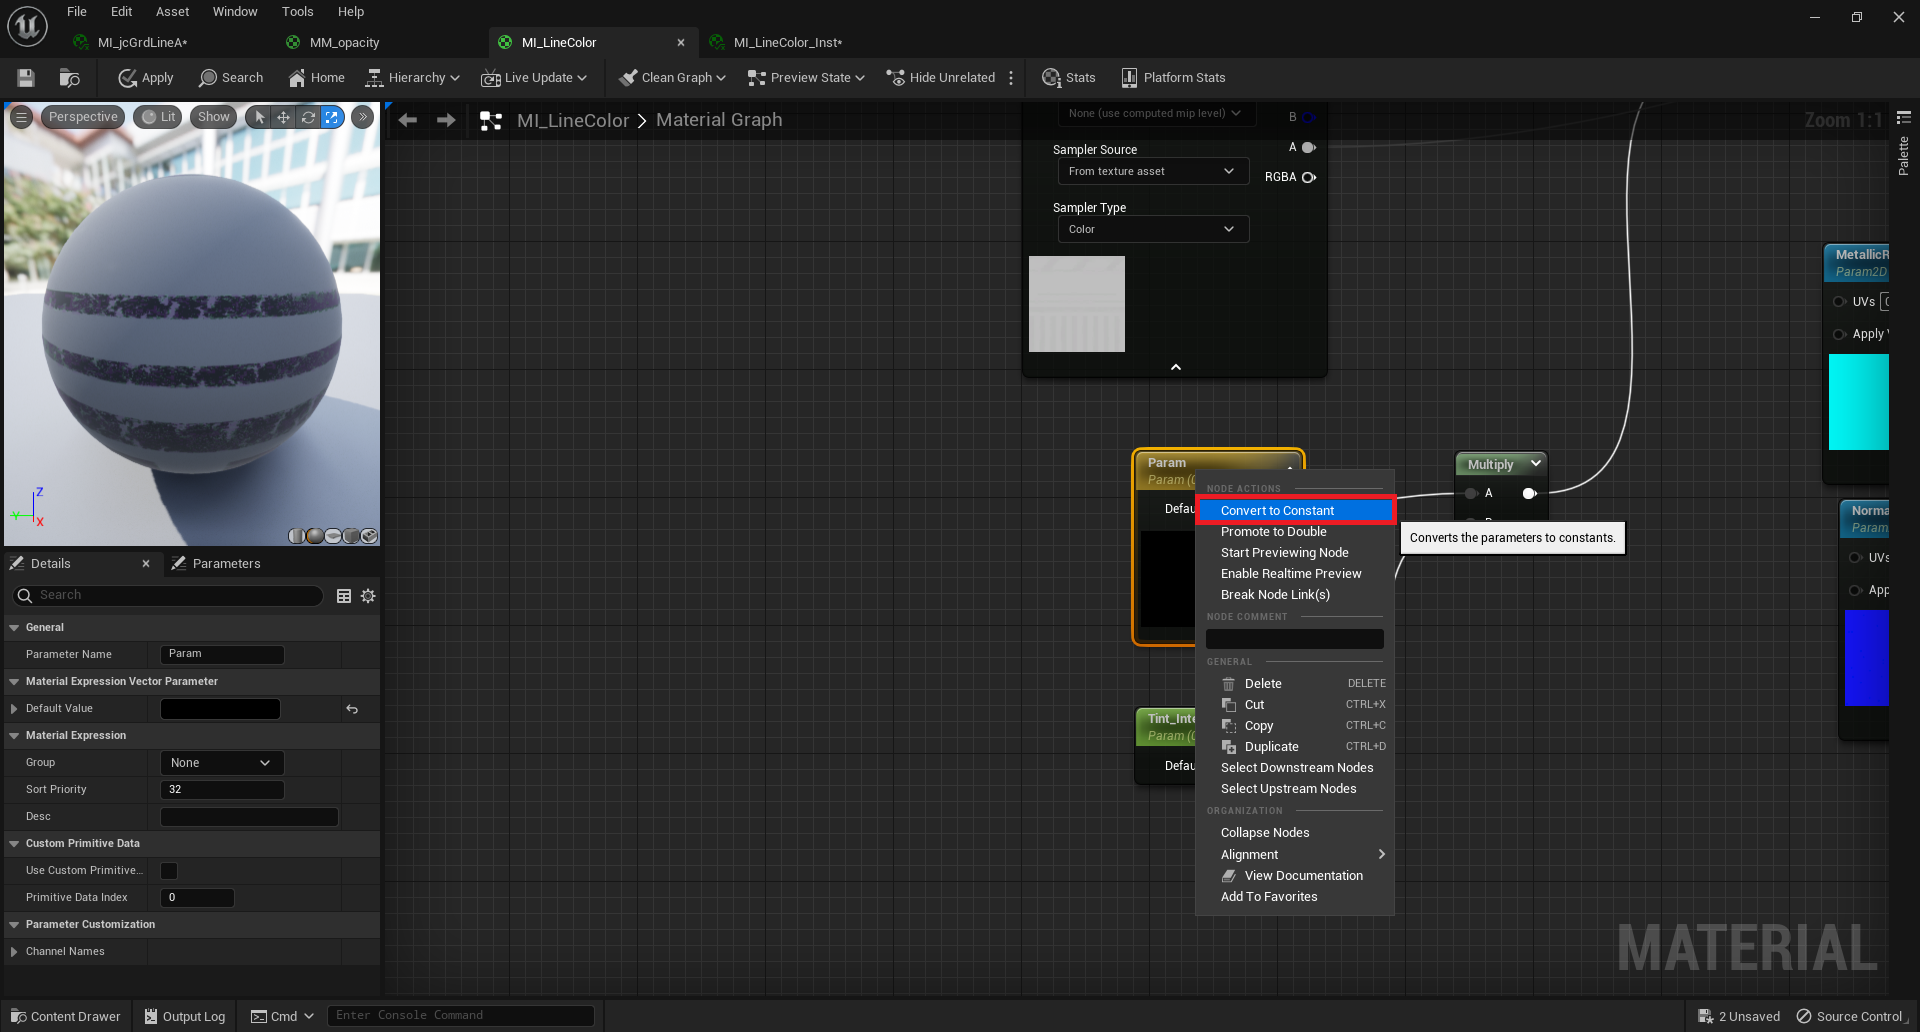 File Edit Asset Window Tools Help
MI_jcGrdLineA* MM_opacity MI_LineColor MI_LineColor_Inst*
Apply Search Home Hierarchy Live Update Clean Graph Preview State Hide Unrelated Stats Platform Stats
Perspective Lit Show
MI_LineColor > Material Graph
Zoom 1:1
Palette
None (use computed mip level)
B
Sampler Source
A
From texture asset
RGBA
Sampler Type
Color
MetallicR
Param2D
UVs
Apply
Param
Param (0
Defau
Multiply
A
Norma
Param
UVs
App
NODE ACTIONS
Convert to Constant
Promote to Double
Start Previewing Node
Enable Realtime Preview
Break Node Link(s)
NODE COMMENT
GENERAL
Delete DELETE
Cut CTRL+X
Copy CTRL+C
Duplicate CTRL+D
Select Downstream Nodes
Select Upstream Nodes
ORGANIZATION
Collapse Nodes
Alignment
View Documentation
Add To Favorites
Converts the parameters to constants.
Tint_Inte
Param (0
Defau
Z
Y
X
Details Parameters
Search
General
Parameter Name Param
Material Expression Vector Parameter
Default Value
Material Expression
Group None
Sort Priority 32
Desc
Custom Primitive Data
Use Custom Primitive...
Primitive Data Index 0
Parameter Customization
Channel Names
MATERIAL
Content Drawer Output Log Cmd Enter Console Command 2 Unsaved Source Control